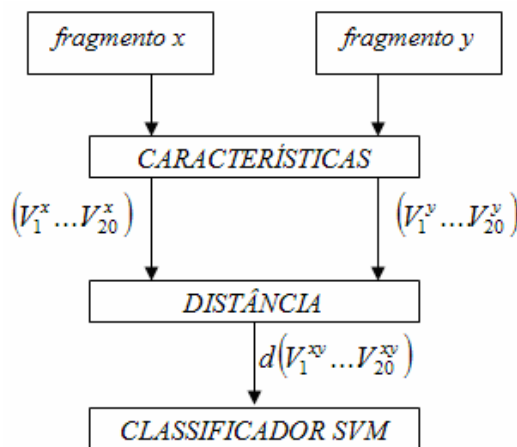 fragmento x
fragmento y
CARACTERÍSTICAS
(V₁ˣ...V₂₀ˣ)
(V₁ʸ...V₂₀ʸ)
DISTÂNCIA
d(V₁ˣʸ...V₂₀ˣʸ)
CLASSIFICADOR SVM